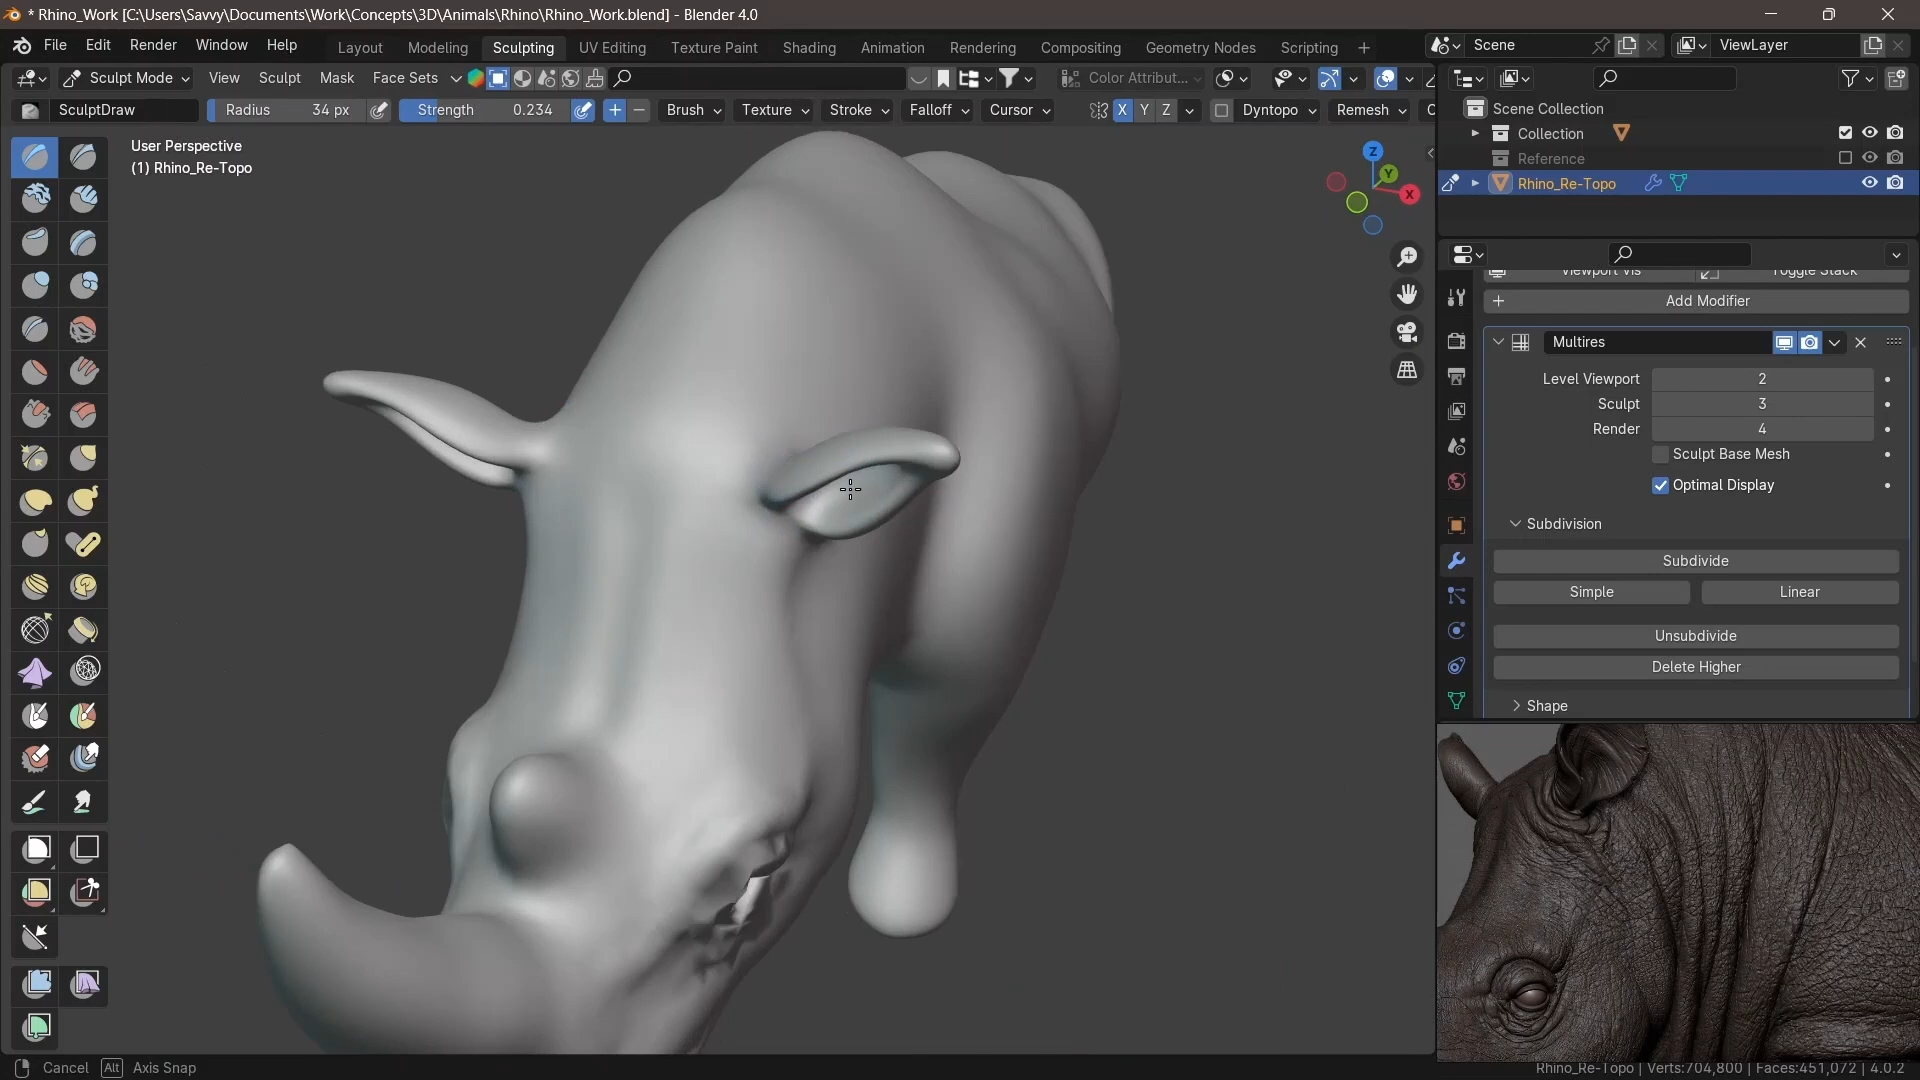 * Rhino_Work [C:\Users\Savvy\Documents\Work\Concepts\3D\Animals\Rhino\Rhino_Work.blend] - Blender 4.0
File Edit Render Window Help Layout Modeling Sculpting UV Editing Texture Paint Shading Animation Rendering Compositing Geometry Nodes Scripting + Scene ViewLayer
Sculpt Mode View Sculpt Mask Face Sets Color Attribut...
SculptDraw Radius 34 px Strength 0.234 + − Brush Texture Stroke Falloff Cursor X Y Z Dyntopo Remesh
Scene Collection
Collection
Reference
Rhino_Re-Topo
User Perspective
(1) Rhino_Re-Topo
Z
Y
X
Viewport Vis Toggle Stack
+ Add Modifier
Multires
Level Viewport 2
Sculpt 3
Render 4
Sculpt Base Mesh
Optimal Display
Subdivision
Subdivide
Simple Linear
Unsubdivide
Delete Higher
Shape
Cancel Alt Axis Snap
Rhino_Re-Topo | Verts:704,800 | Faces:451,072 | 4.0.2